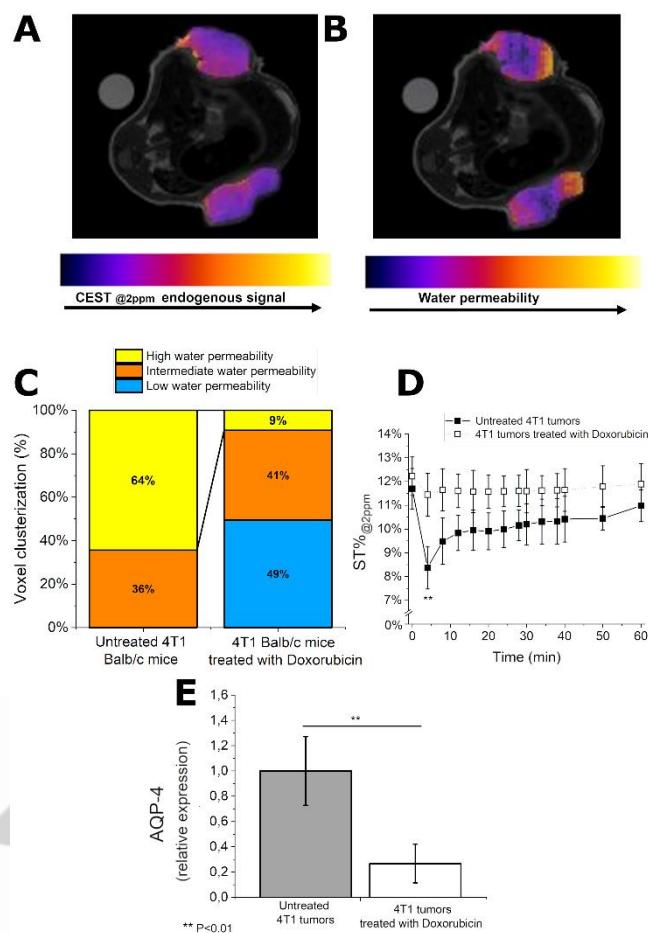 A
B
CEST @2ppm endogenous signal
Water permeability
C
High water permeability
Intermediate water permeability
Low water permeability
100%
80%
60%
40%
20%
0%
Voxel clusterization (%)
64%
36%
9%
41%
49%
Untreated 4T1
Balb/c mice
4T1 Balb/c mice
treated with Doxorubicin
D
Untreated 4T1 tumors
4T1 tumors treated with Doxorubicin
14%
13%
12%
11%
10%
9%
8%
7%
0%
ST%@2ppm
**
0 10 20 30 40 50 60
Time (min)
E
1,6
1,4
1,2
1,0
0,8
0,6
0,4
0,2
0,0
AQP-4
(relative expression)
**
Untreated
4T1 tumors
4T1 tumors
treated with Doxorubicin
** P<0.01